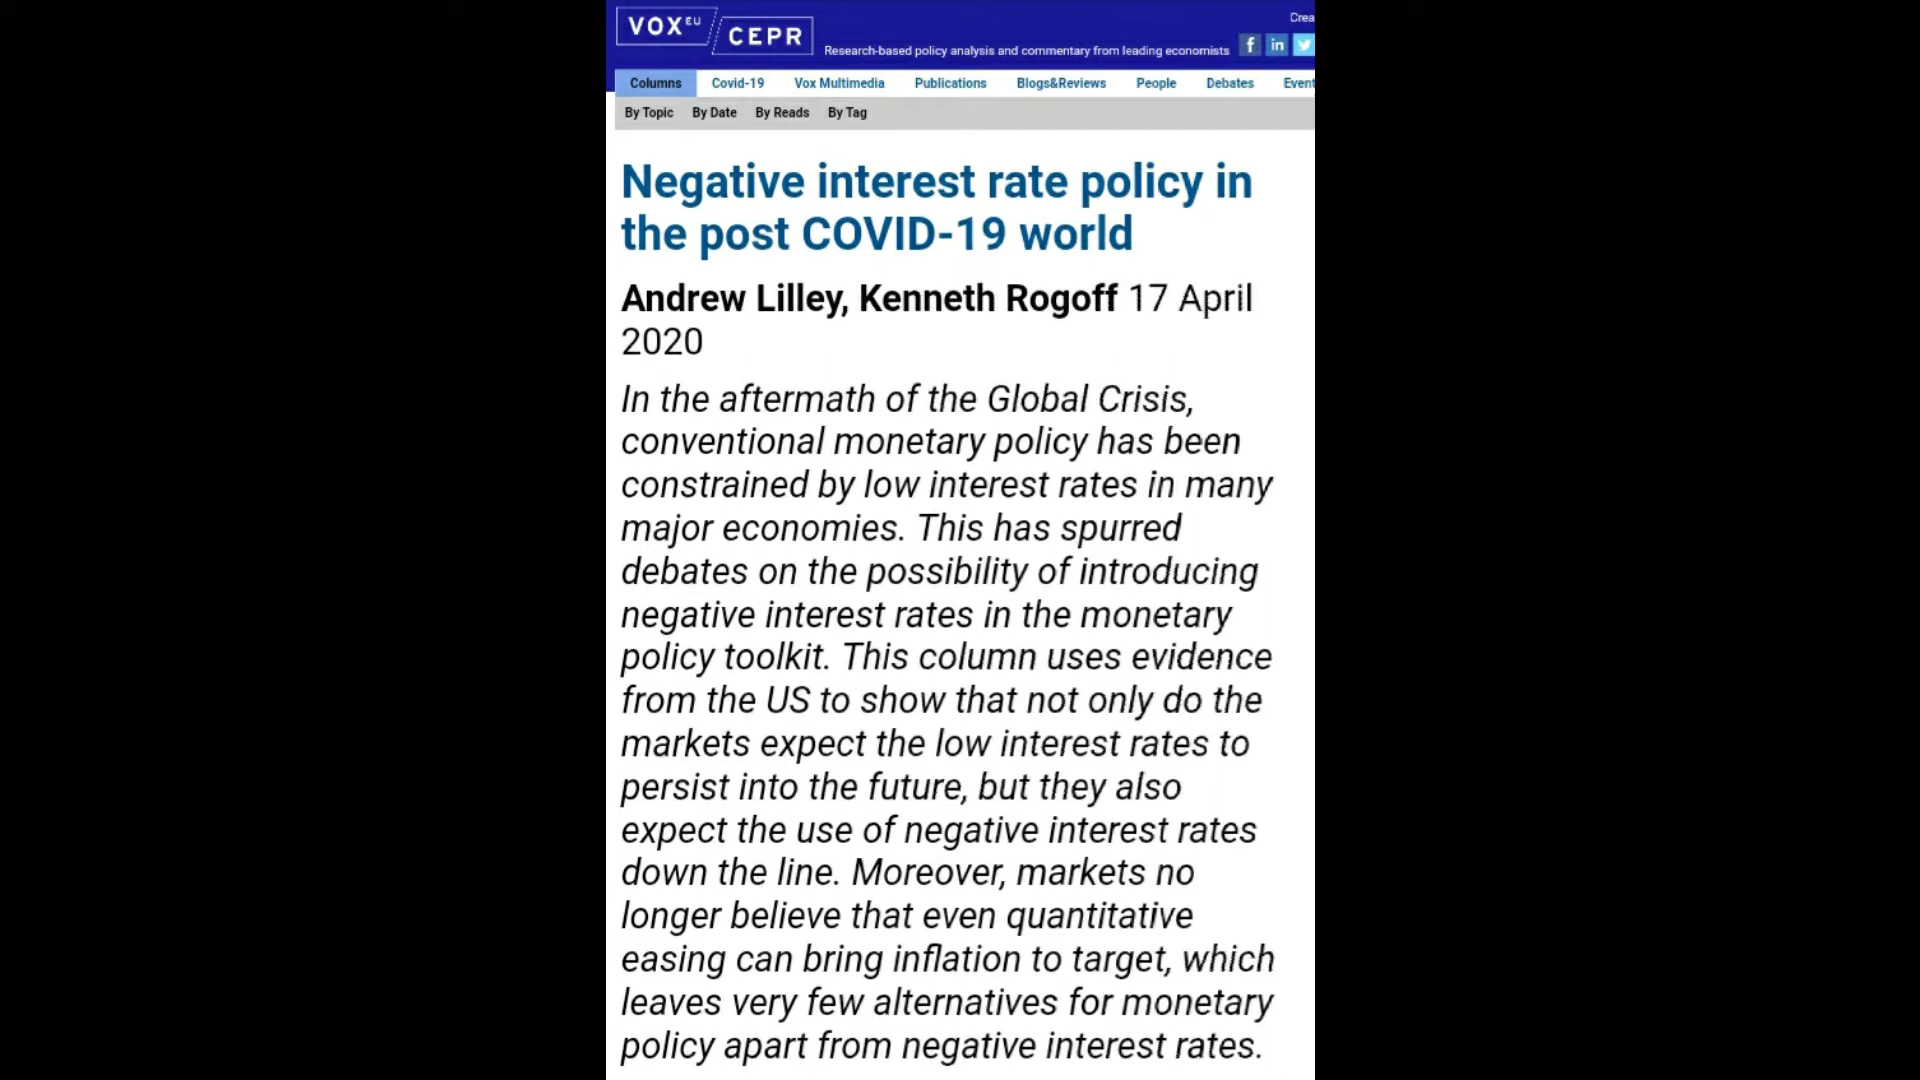 VOX EU
CEPR
Research-based policy analysis and commentary from leading economists
Crea
Columns Covid-19 Vox Multimedia Publications Blogs&Reviews People Debates Event
By Topic By Date By Reads By Tag
Negative interest rate policy in
the post COVID-19 world
Andrew Lilley, Kenneth Rogoff 17 April
2020
In the aftermath of the Global Crisis,
conventional monetary policy has been
constrained by low interest rates in many
major economies. This has spurred
debates on the possibility of introducing
negative interest rates in the monetary
policy toolkit. This column uses evidence
from the US to show that not only do the
markets expect the low interest rates to
persist into the future, but they also
expect the use of negative interest rates
down the line. Moreover, markets no
longer believe that even quantitative
easing can bring inflation to target, which
leaves very few alternatives for monetary
policy apart from negative interest rates.